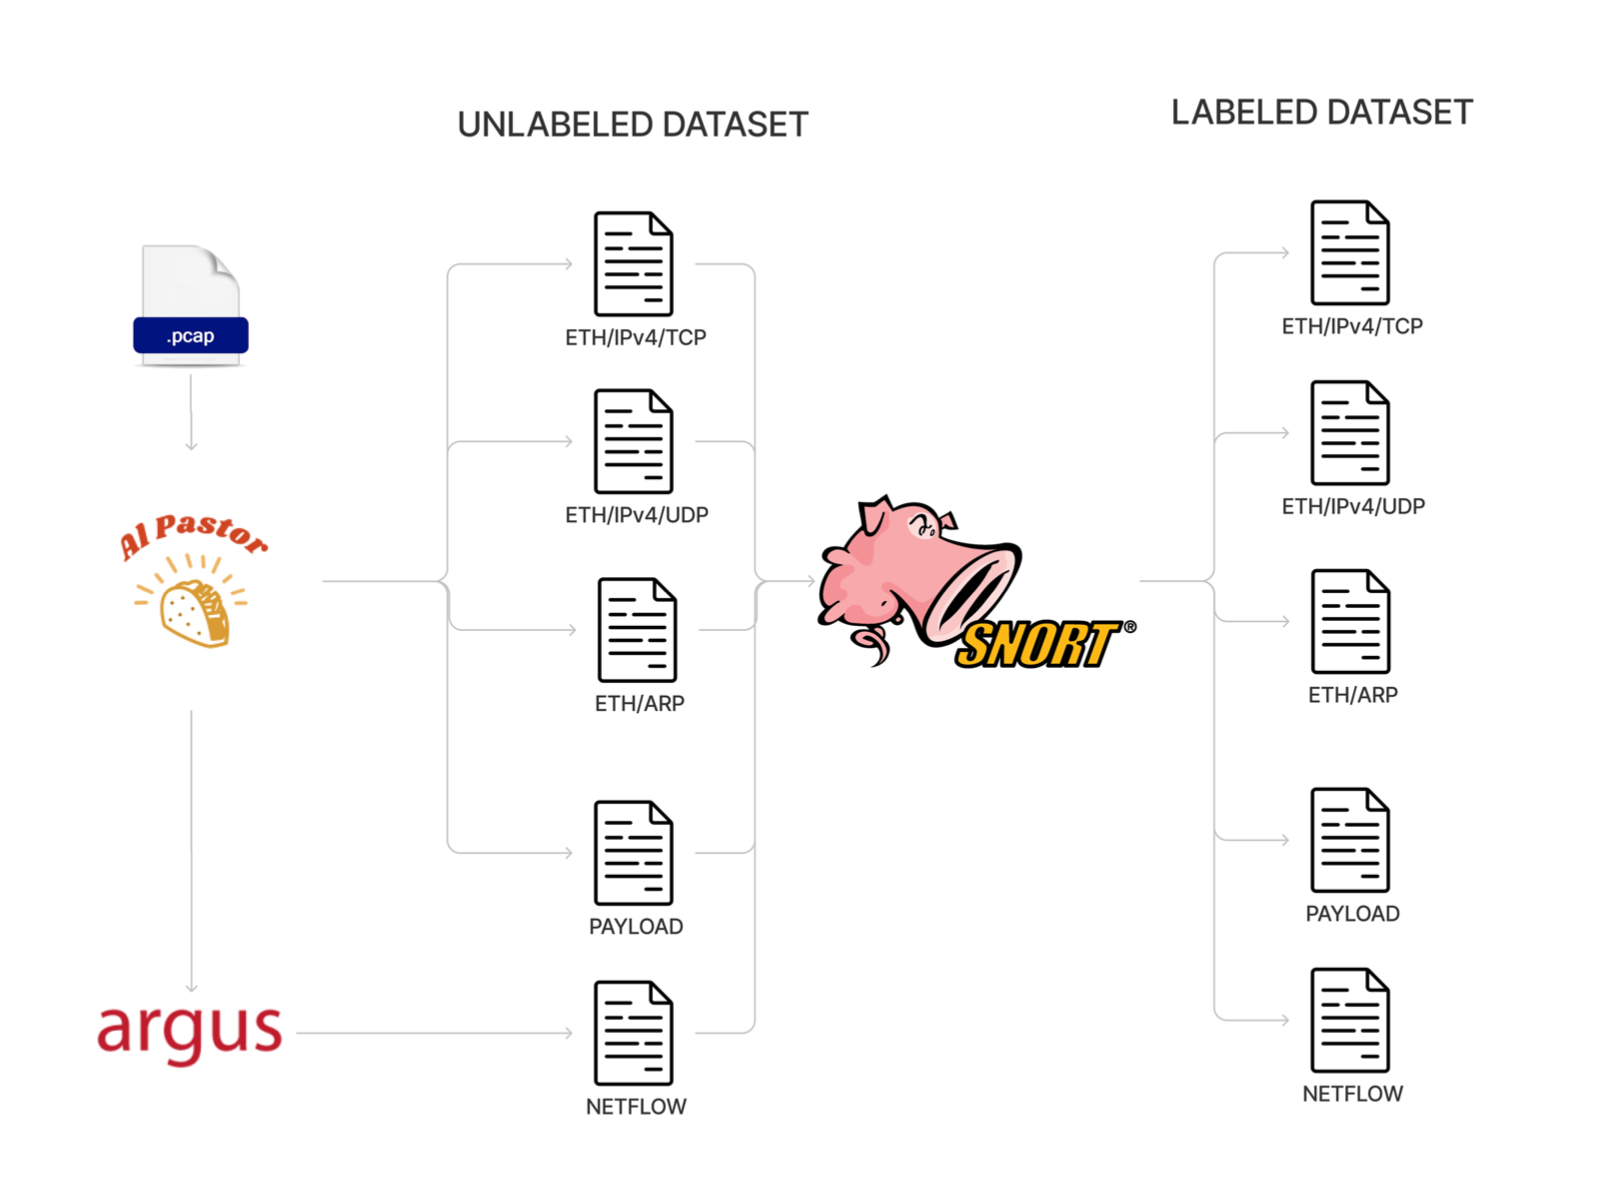 UNLABELED DATASET
LABELED DATASET
.pcap
Al Pastor
argus
ETH/IPv4/TCP
ETH/IPv4/UDP
ETH/ARP
PAYLOAD
NETFLOW
SNORT®
ETH/IPv4/TCP
ETH/IPv4/UDP
ETH/ARP
PAYLOAD
NETFLOW